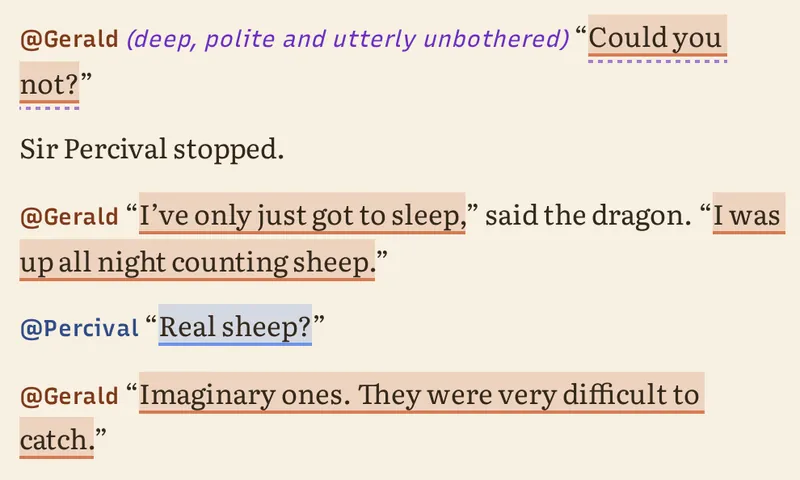 @Gerald (deep, polite and utterly unbothered) “Could you
not?”
Sir Percival stopped.
@Gerald “I’ve only just got to sleep,” said the dragon. “I was
up all night counting sheep.”
@Percival “Real sheep?”
@Gerald “Imaginary ones. They were very difficult to
catch.”